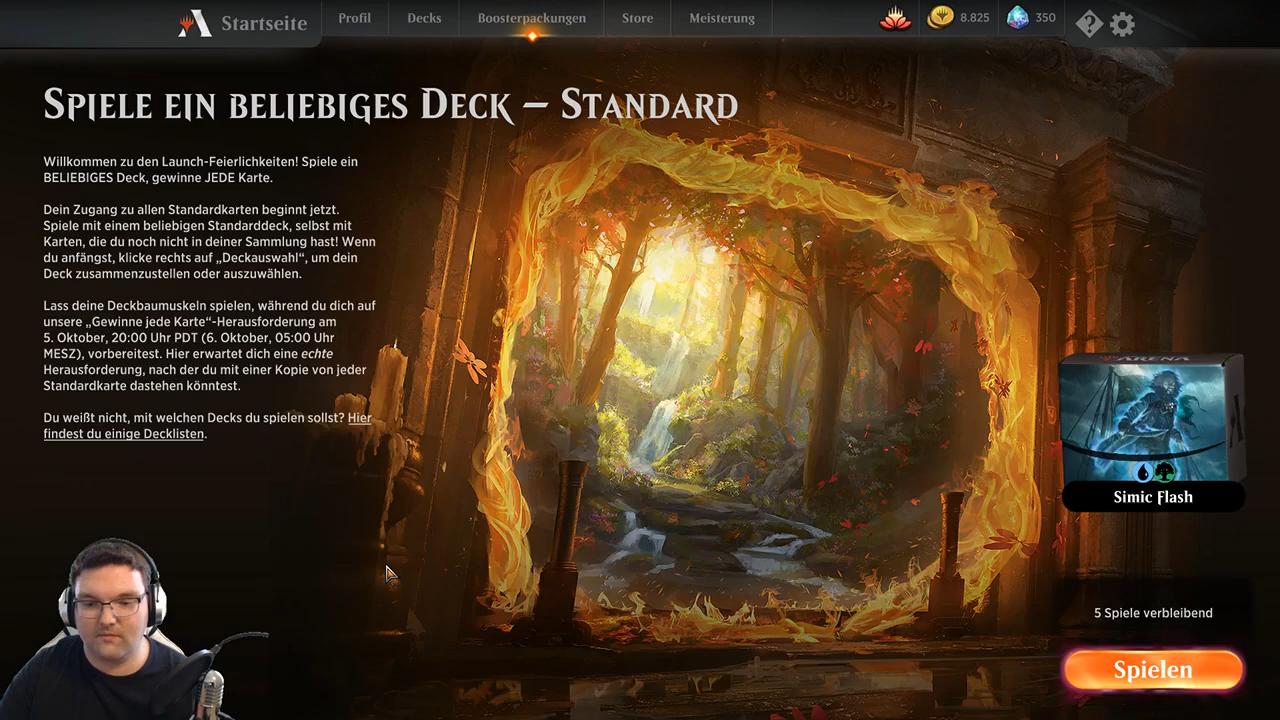 Startseite
Profil
Decks
Boosterpackungen
Store
Meisterung
8.825
350
Spiele ein beliebiges Deck – Standard
Willkommen zu den Launch-Feierlichkeiten! Spiele ein
BELIEBIGES Deck, gewinne JEDE Karte.
Dein Zugang zu allen Standardkarten beginnt jetzt.
Spiele mit einem beliebigen Standarddeck, selbst mit
Karten, die du noch nicht in deiner Sammlung hast! Wenn
du anfängst, klicke rechts auf „Deckauswahl“, um dein
Deck zusammenzustellen oder auszuwählen.
Lass deine Deckbaumuskeln spielen, während du dich auf
unsere „Gewinne jede Karte“-Herausforderung am
5. Oktober, 20:00 Uhr PDT (6. Oktober, 05:00 Uhr
MESZ), vorbereitest. Hier erwartet dich eine echte
Herausforderung, nach der du mit einer Kopie von jeder
Standardkarte dastehen könntest.
Du weißt nicht, mit welchen Decks du spielen sollst? Hier
findest du einige Decklisten.
ARENA
Simic Flash
5 Spiele verbleibend
Spielen